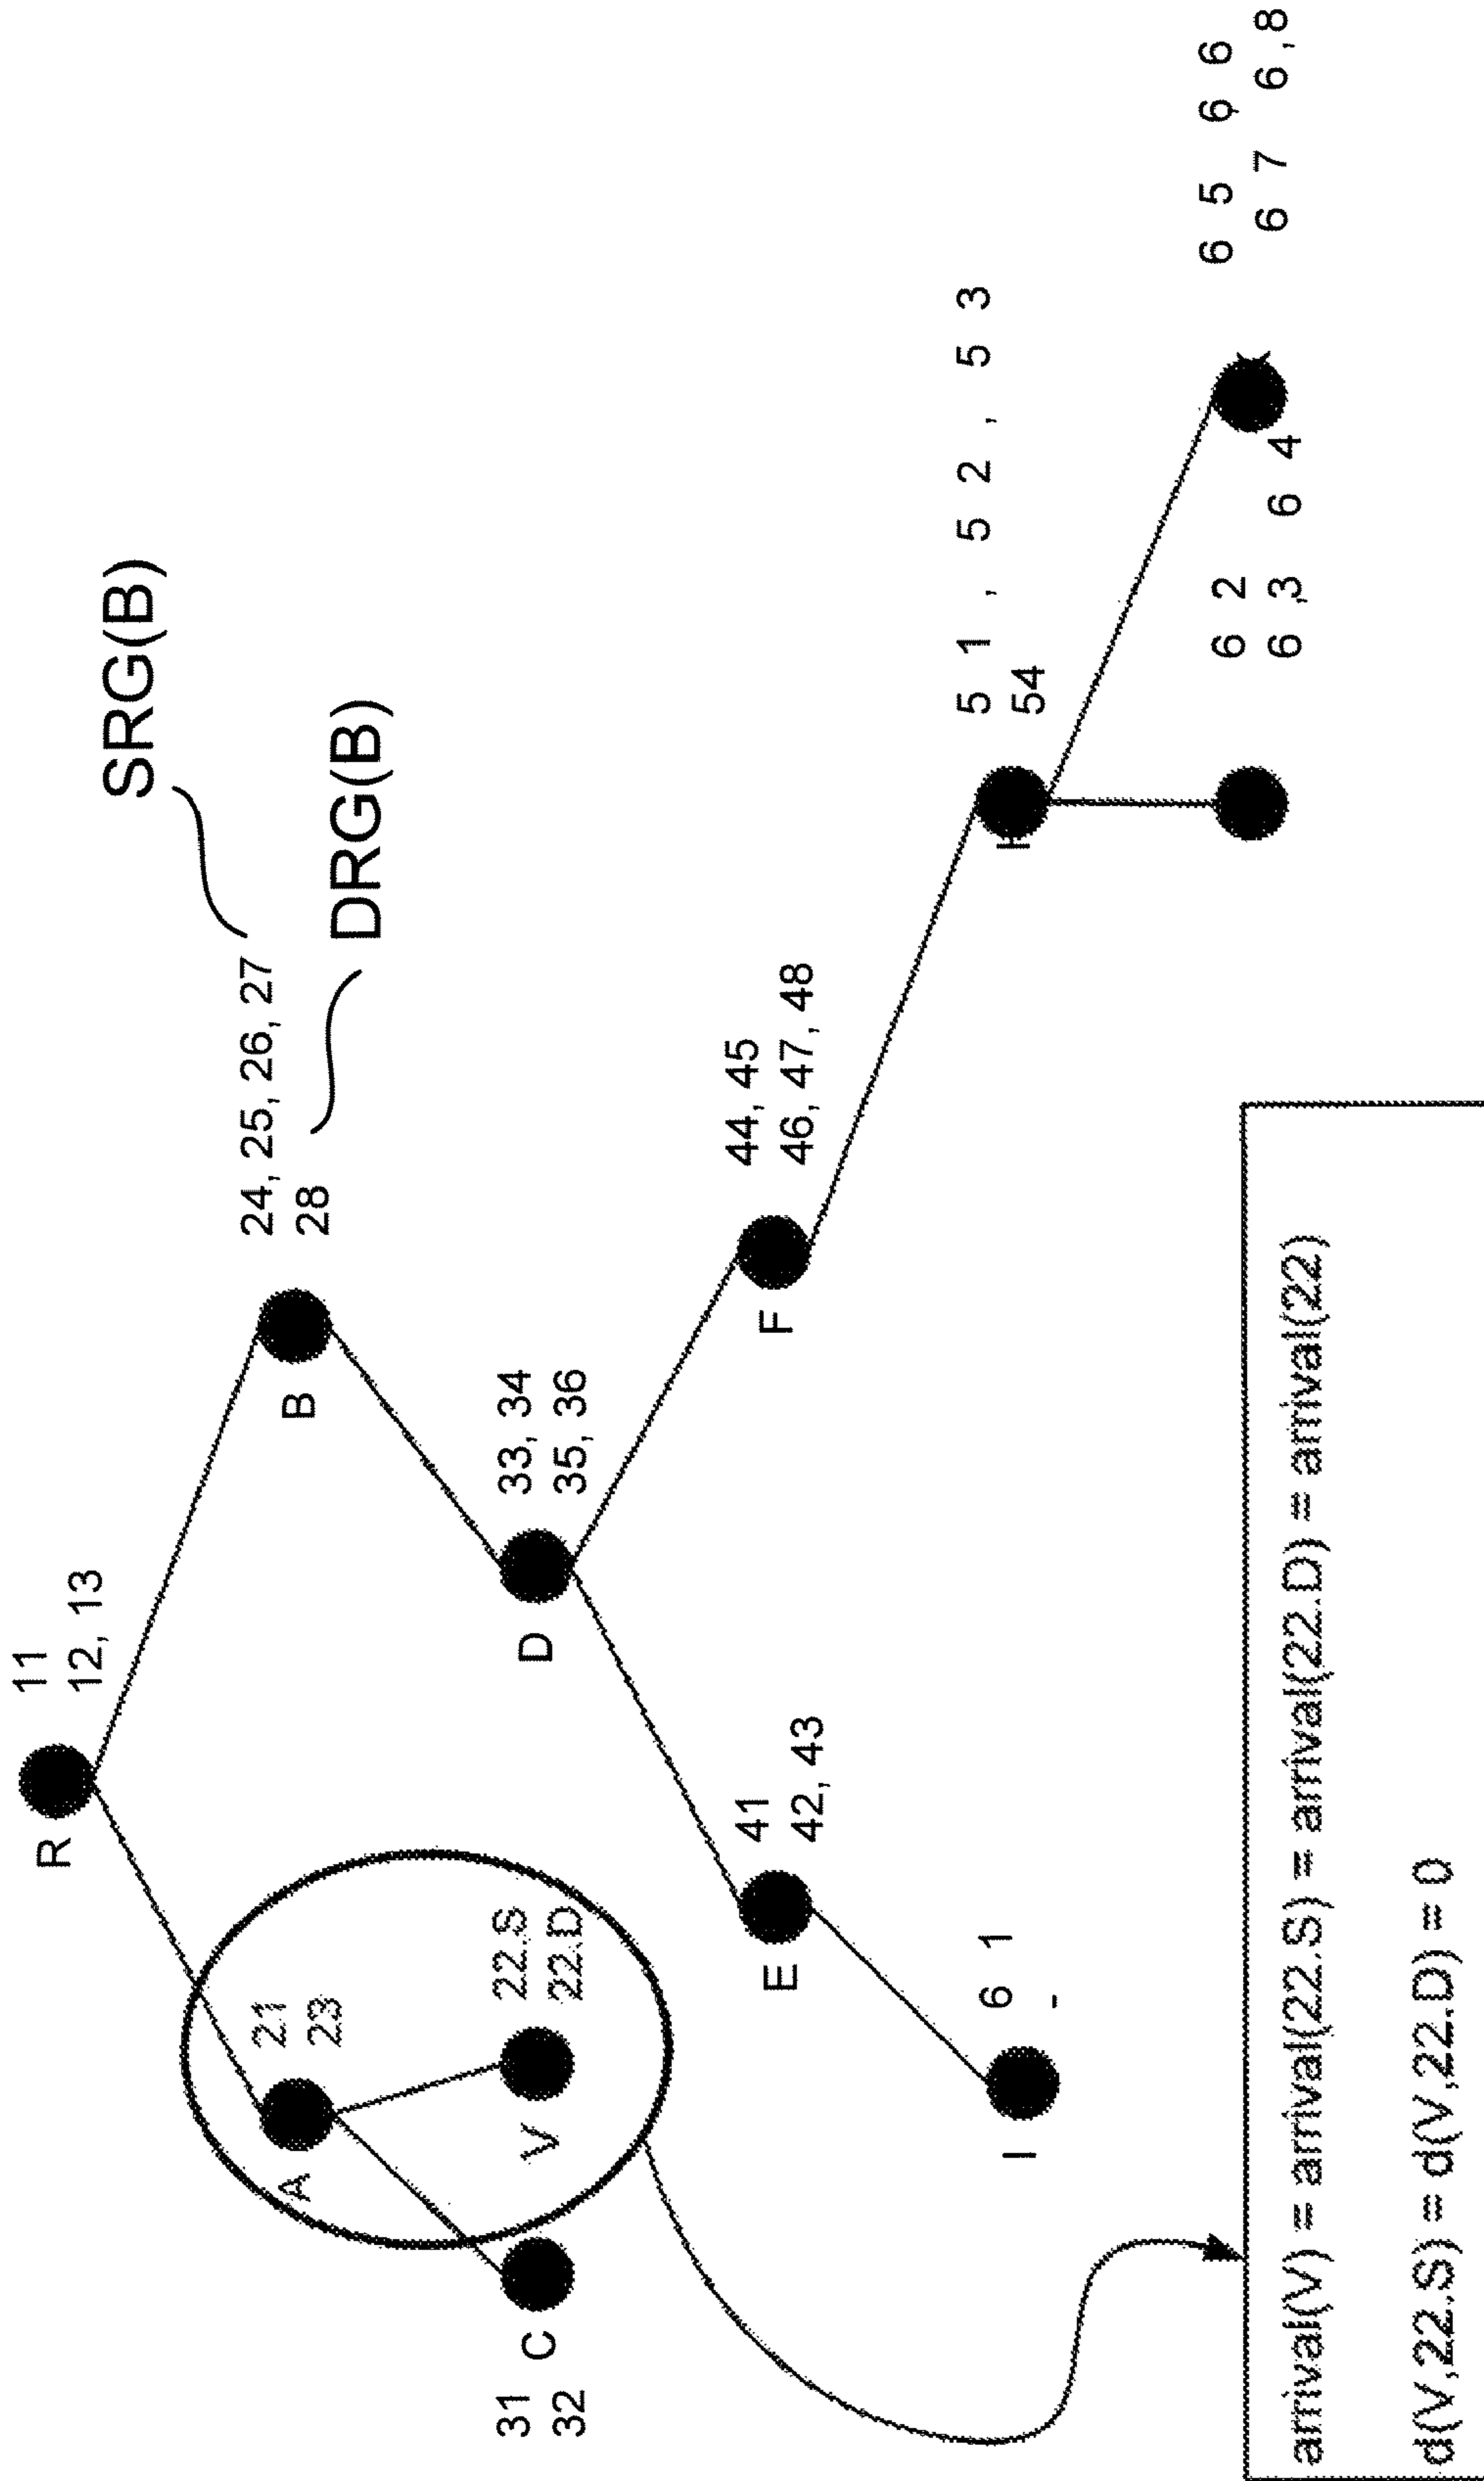 R
11
12, 13
SRG(B)
DRG(B)
A
21
23
B
24, 25, 26, 27
28
31
32
C
V
22.S
22.D
D
33, 34
35, 36
E
41
42, 43
F
44, 45
46, 47, 48
I
6 1
-
H
5 1 , 5 2 , 5 3
54
6 2
6 ,3 6 4
6 5 6 ,6
6 7 6 ,8
arrival(V) = arrival(22.S) = arrival(22.D) = arrival(22)
d(V,22.S) = d(V,22.D) = 0